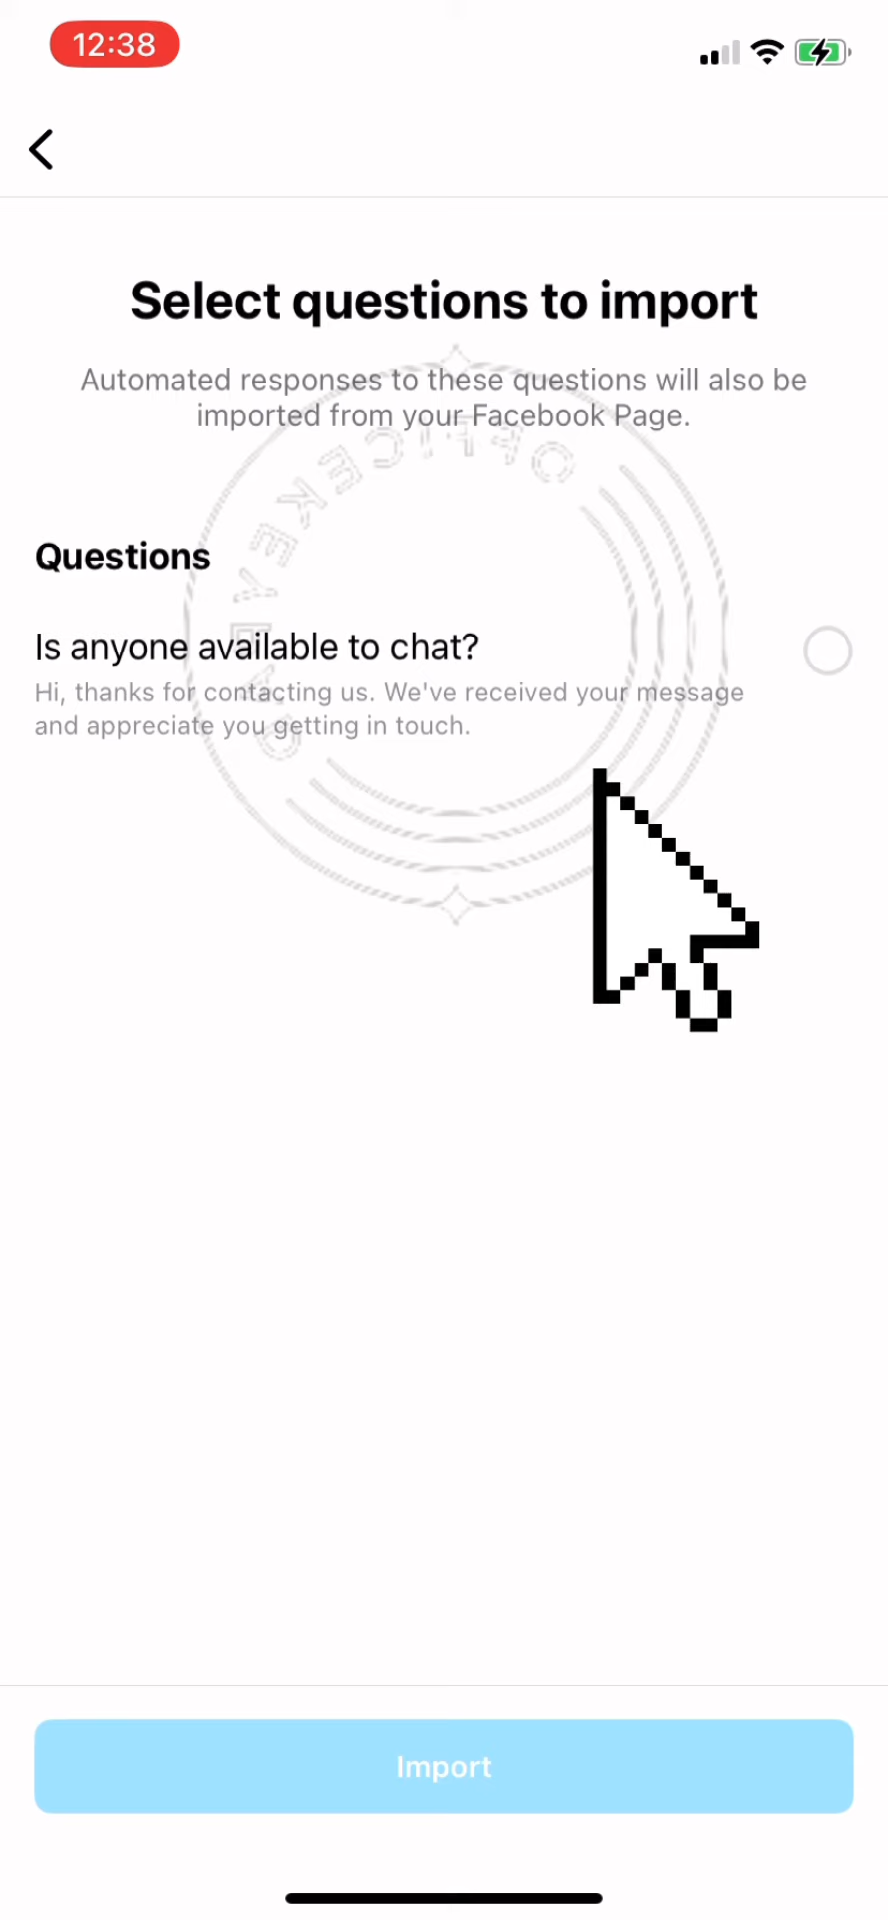 12:38
Select questions to import
Automated responses to these questions will also be
imported from your Facebook Page.
Questions
Is anyone available to chat?
Hi, thanks for contacting us. We've received your message
and appreciate you getting in touch.
Import